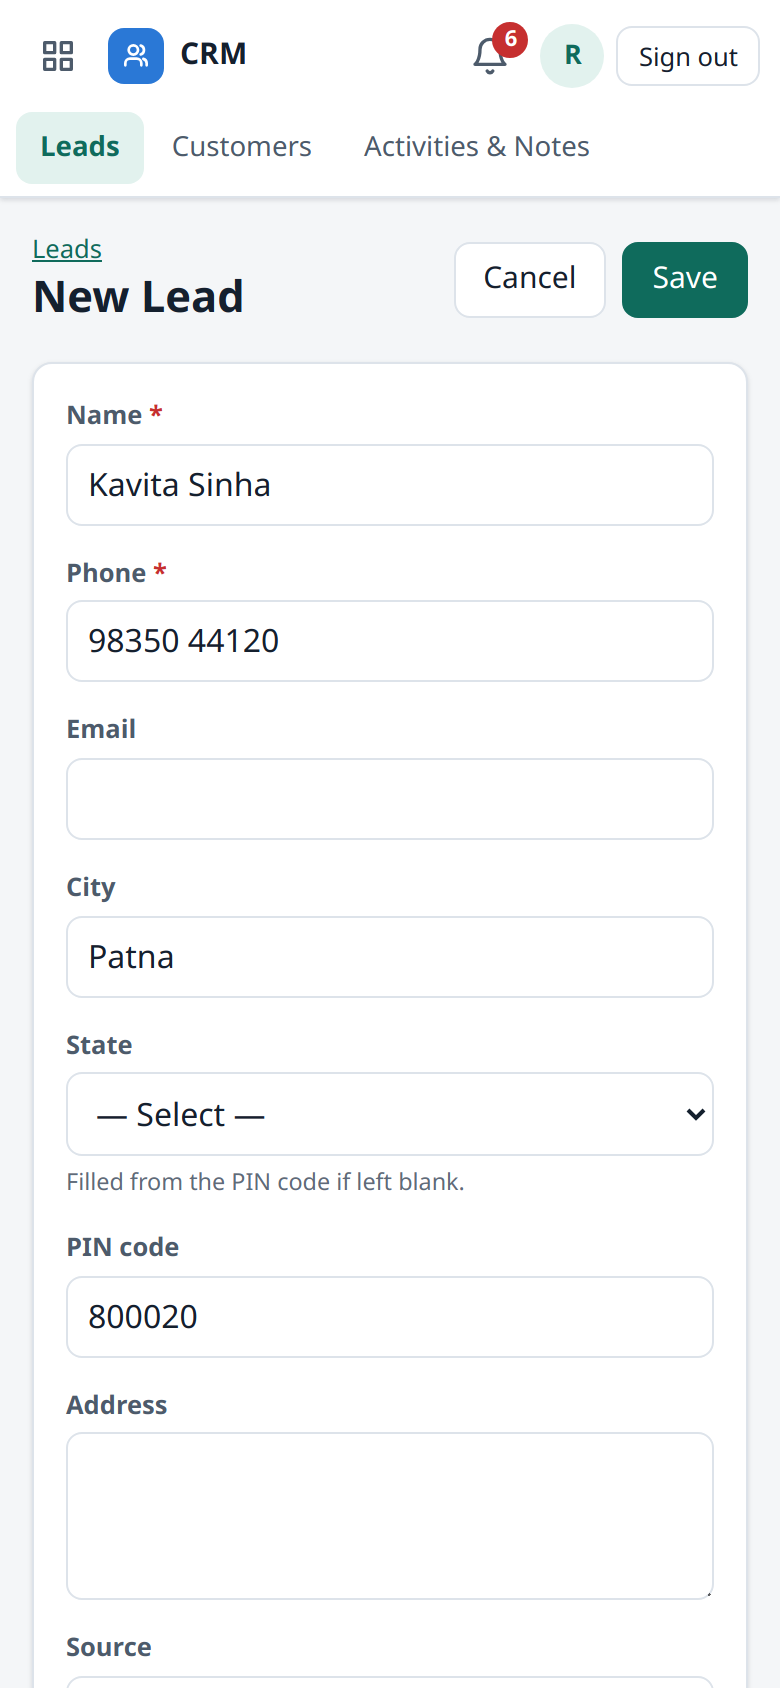 CRM
6
R
Sign out
Leads
Customers
Activities & Notes
Leads
New Lead
Cancel
Save
Name *
Kavita Sinha
Phone *
98350 44120
Email
City
Patna
State
— Select —
Filled from the PIN code if left blank.
PIN code
800020
Address
Source